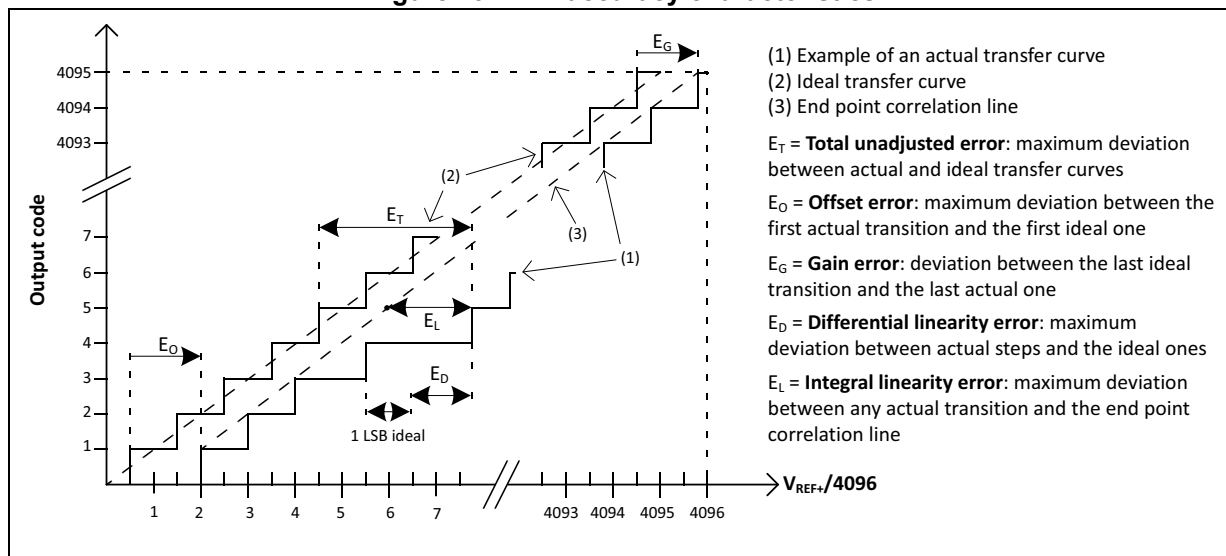 4095
4094
4093
7
6
5
4
3
2
1
Output code
E_G
(2)
E_T
(3)
(1)
E_L
E_O
E_D
1 LSB ideal
1 2 3 4 5 6 7 4093 4094 4095 4096
V_REF+/4096
(1) Example of an actual transfer curve
(2) Ideal transfer curve
(3) End point correlation line
E_T = Total unadjusted error: maximum deviation
between actual and ideal transfer curves
E_O = Offset error: maximum deviation between the
first actual transition and the first ideal one
E_G = Gain error: deviation between the last ideal
transition and the last actual one
E_D = Differential linearity error: maximum
deviation between actual steps and the ideal ones
E_L = Integral linearity error: maximum deviation
between any actual transition and the end point
correlation line